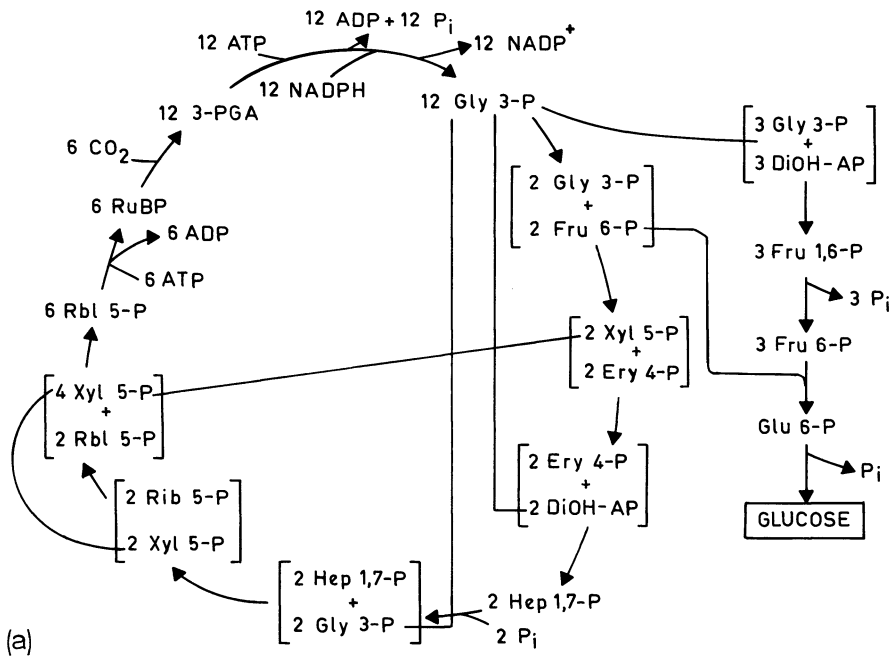 12 ADP + 12 Pi
12 ATP
12 NADP+
12 NADPH
12 3-PGA
12 Gly 3-P
6 CO2
6 RuBP
6 ADP
6 ATP
6 Rbl 5-P
4 Xyl 5-P
+
2 Rbl 5-P
2 Rib 5-P
2 Xyl 5-P
2 Hep 1,7-P
+
2 Gly 3-P
2 Hep 1,7-P
2 Pi
2 Gly 3-P
+
2 Fru 6-P
2 Xyl 5-P
+
2 Ery 4-P
2 Ery 4-P
+
2 DiOH-AP
3 Gly 3-P
+
3 DiOH-AP
3 Fru 1,6-P
3 Pi
3 Fru 6-P
Glu 6-P
Pi
GLUCOSE
(a)